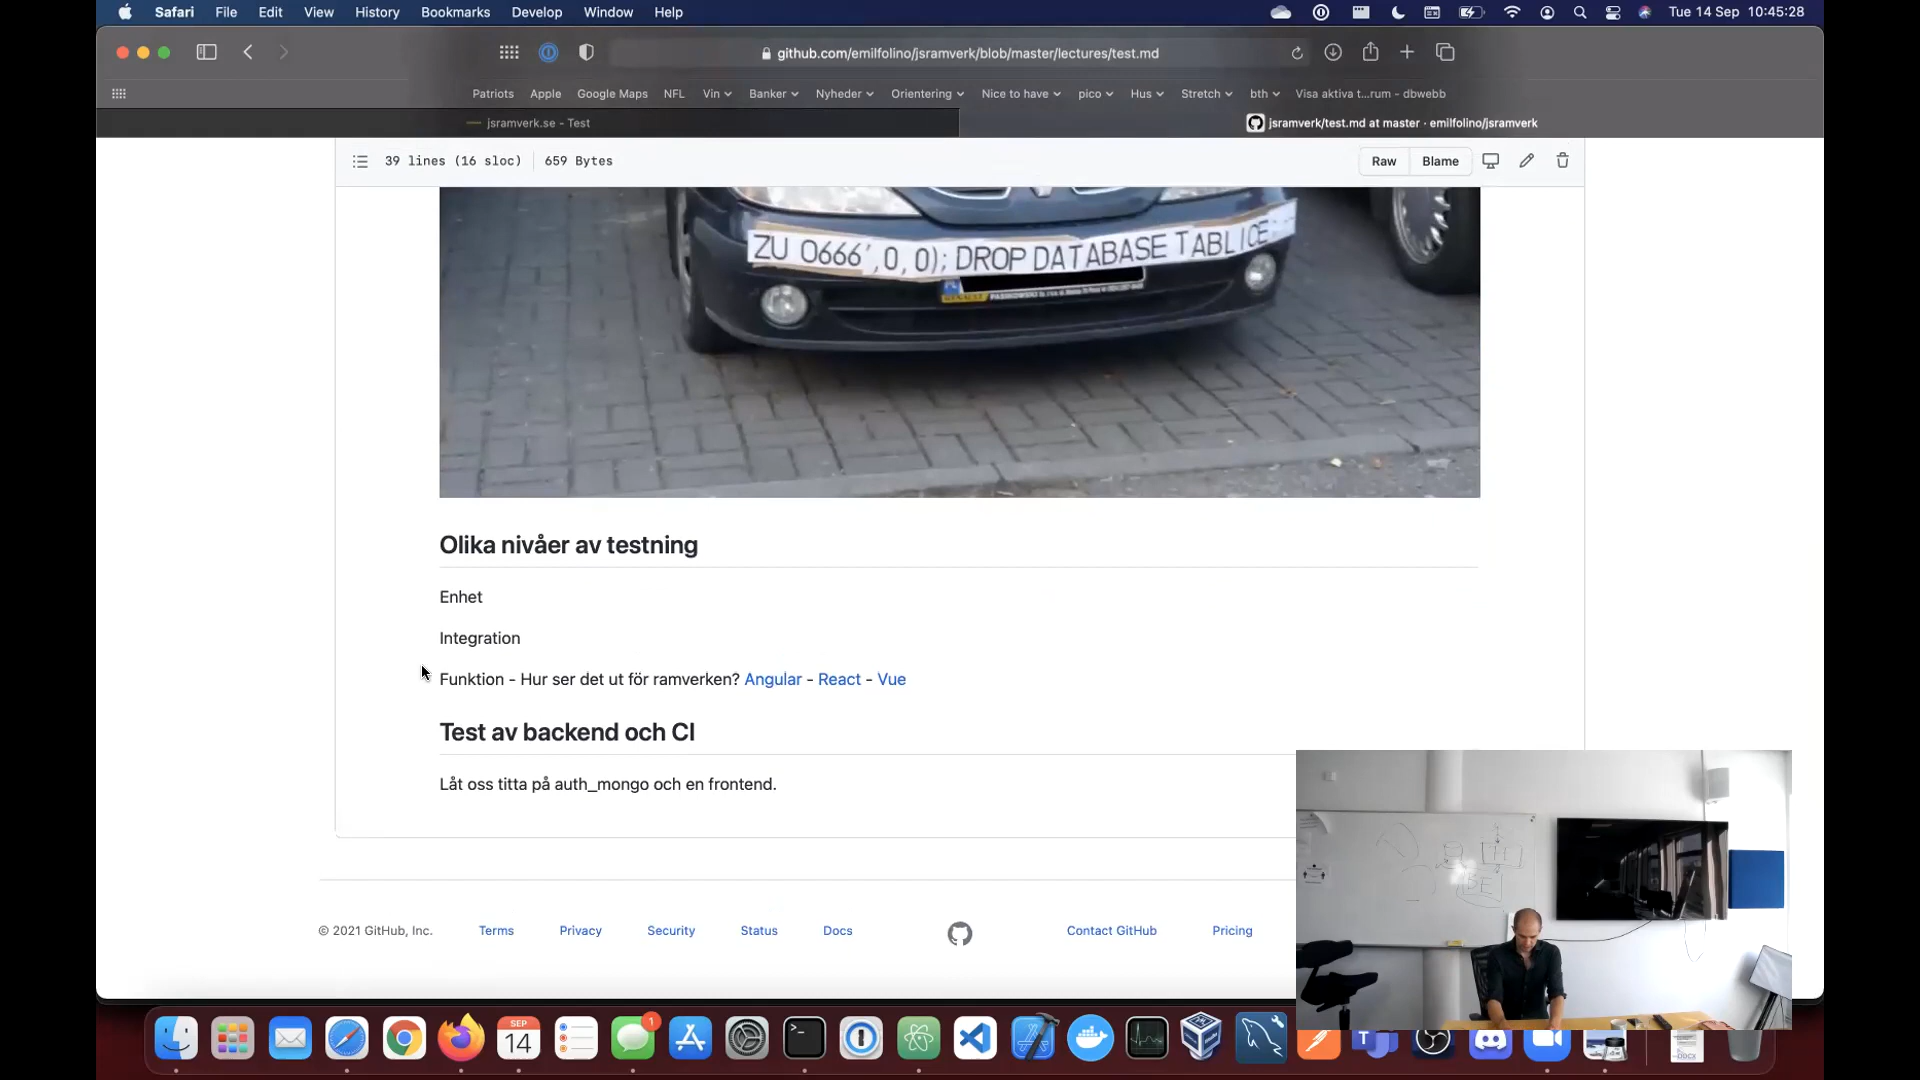 Safari File Edit View History Bookmarks Develop Window Help Tue 14 Sep 10:45:28
github.com/emilfolino/jsramverk/blob/master/lectures/test.md
Patriots Apple Google Maps NFL Vin Banker Nyheder Orientering Nice to have pico Hus Stretch bth Visa aktiva t...rum - dbwebb
jsramverk.se - Test jsramverk/test.md at master · emilfolino/jsramverk
39 lines (16 sloc) 659 Bytes Raw Blame
ZU 0666',0,0); DROP DATABASE TABLICE
Olika nivåer av testning
Enhet
Integration
Funktion - Hur ser det ut för ramverken? Angular - React - Vue
Test av backend och CI
Låt oss titta på auth_mongo och en frontend.
BE
© 2021 GitHub, Inc. Terms Privacy Security Status Docs Contact GitHub Pricing
SEP
14
1
DOCX